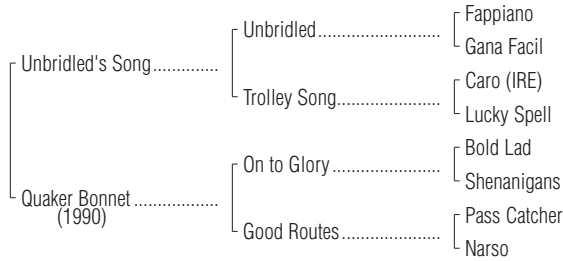 Fappiano
Unbridled........................
Gana Facil
Unbridled's Song.............
Caro (IRE)
Trolley Song....................
Lucky Spell
Bold Lad
On to Glory .....................
Shenanigans
Quaker Bonnet ................
(1990)
Pass Catcher
Good Routes...................
Narso